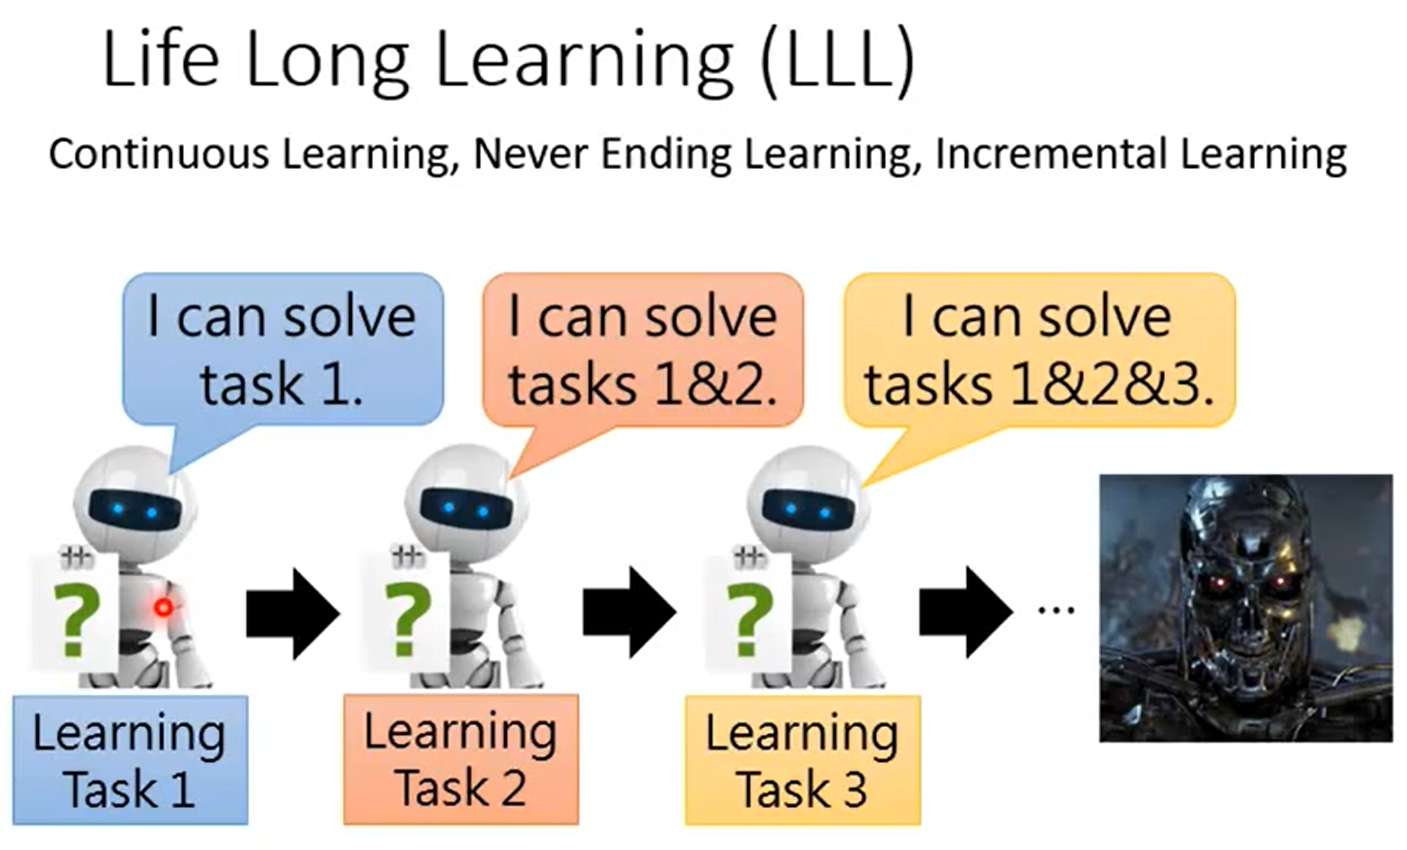 Life Long Learning (LLL)
Continuous Learning, Never Ending Learning, Incremental Learning
I can solve
task 1.
I can solve
tasks 1&2.
I can solve
tasks 1&2&3.
?
?
?
...
Learning
Task 1
Learning
Task 2
Learning
Task 3